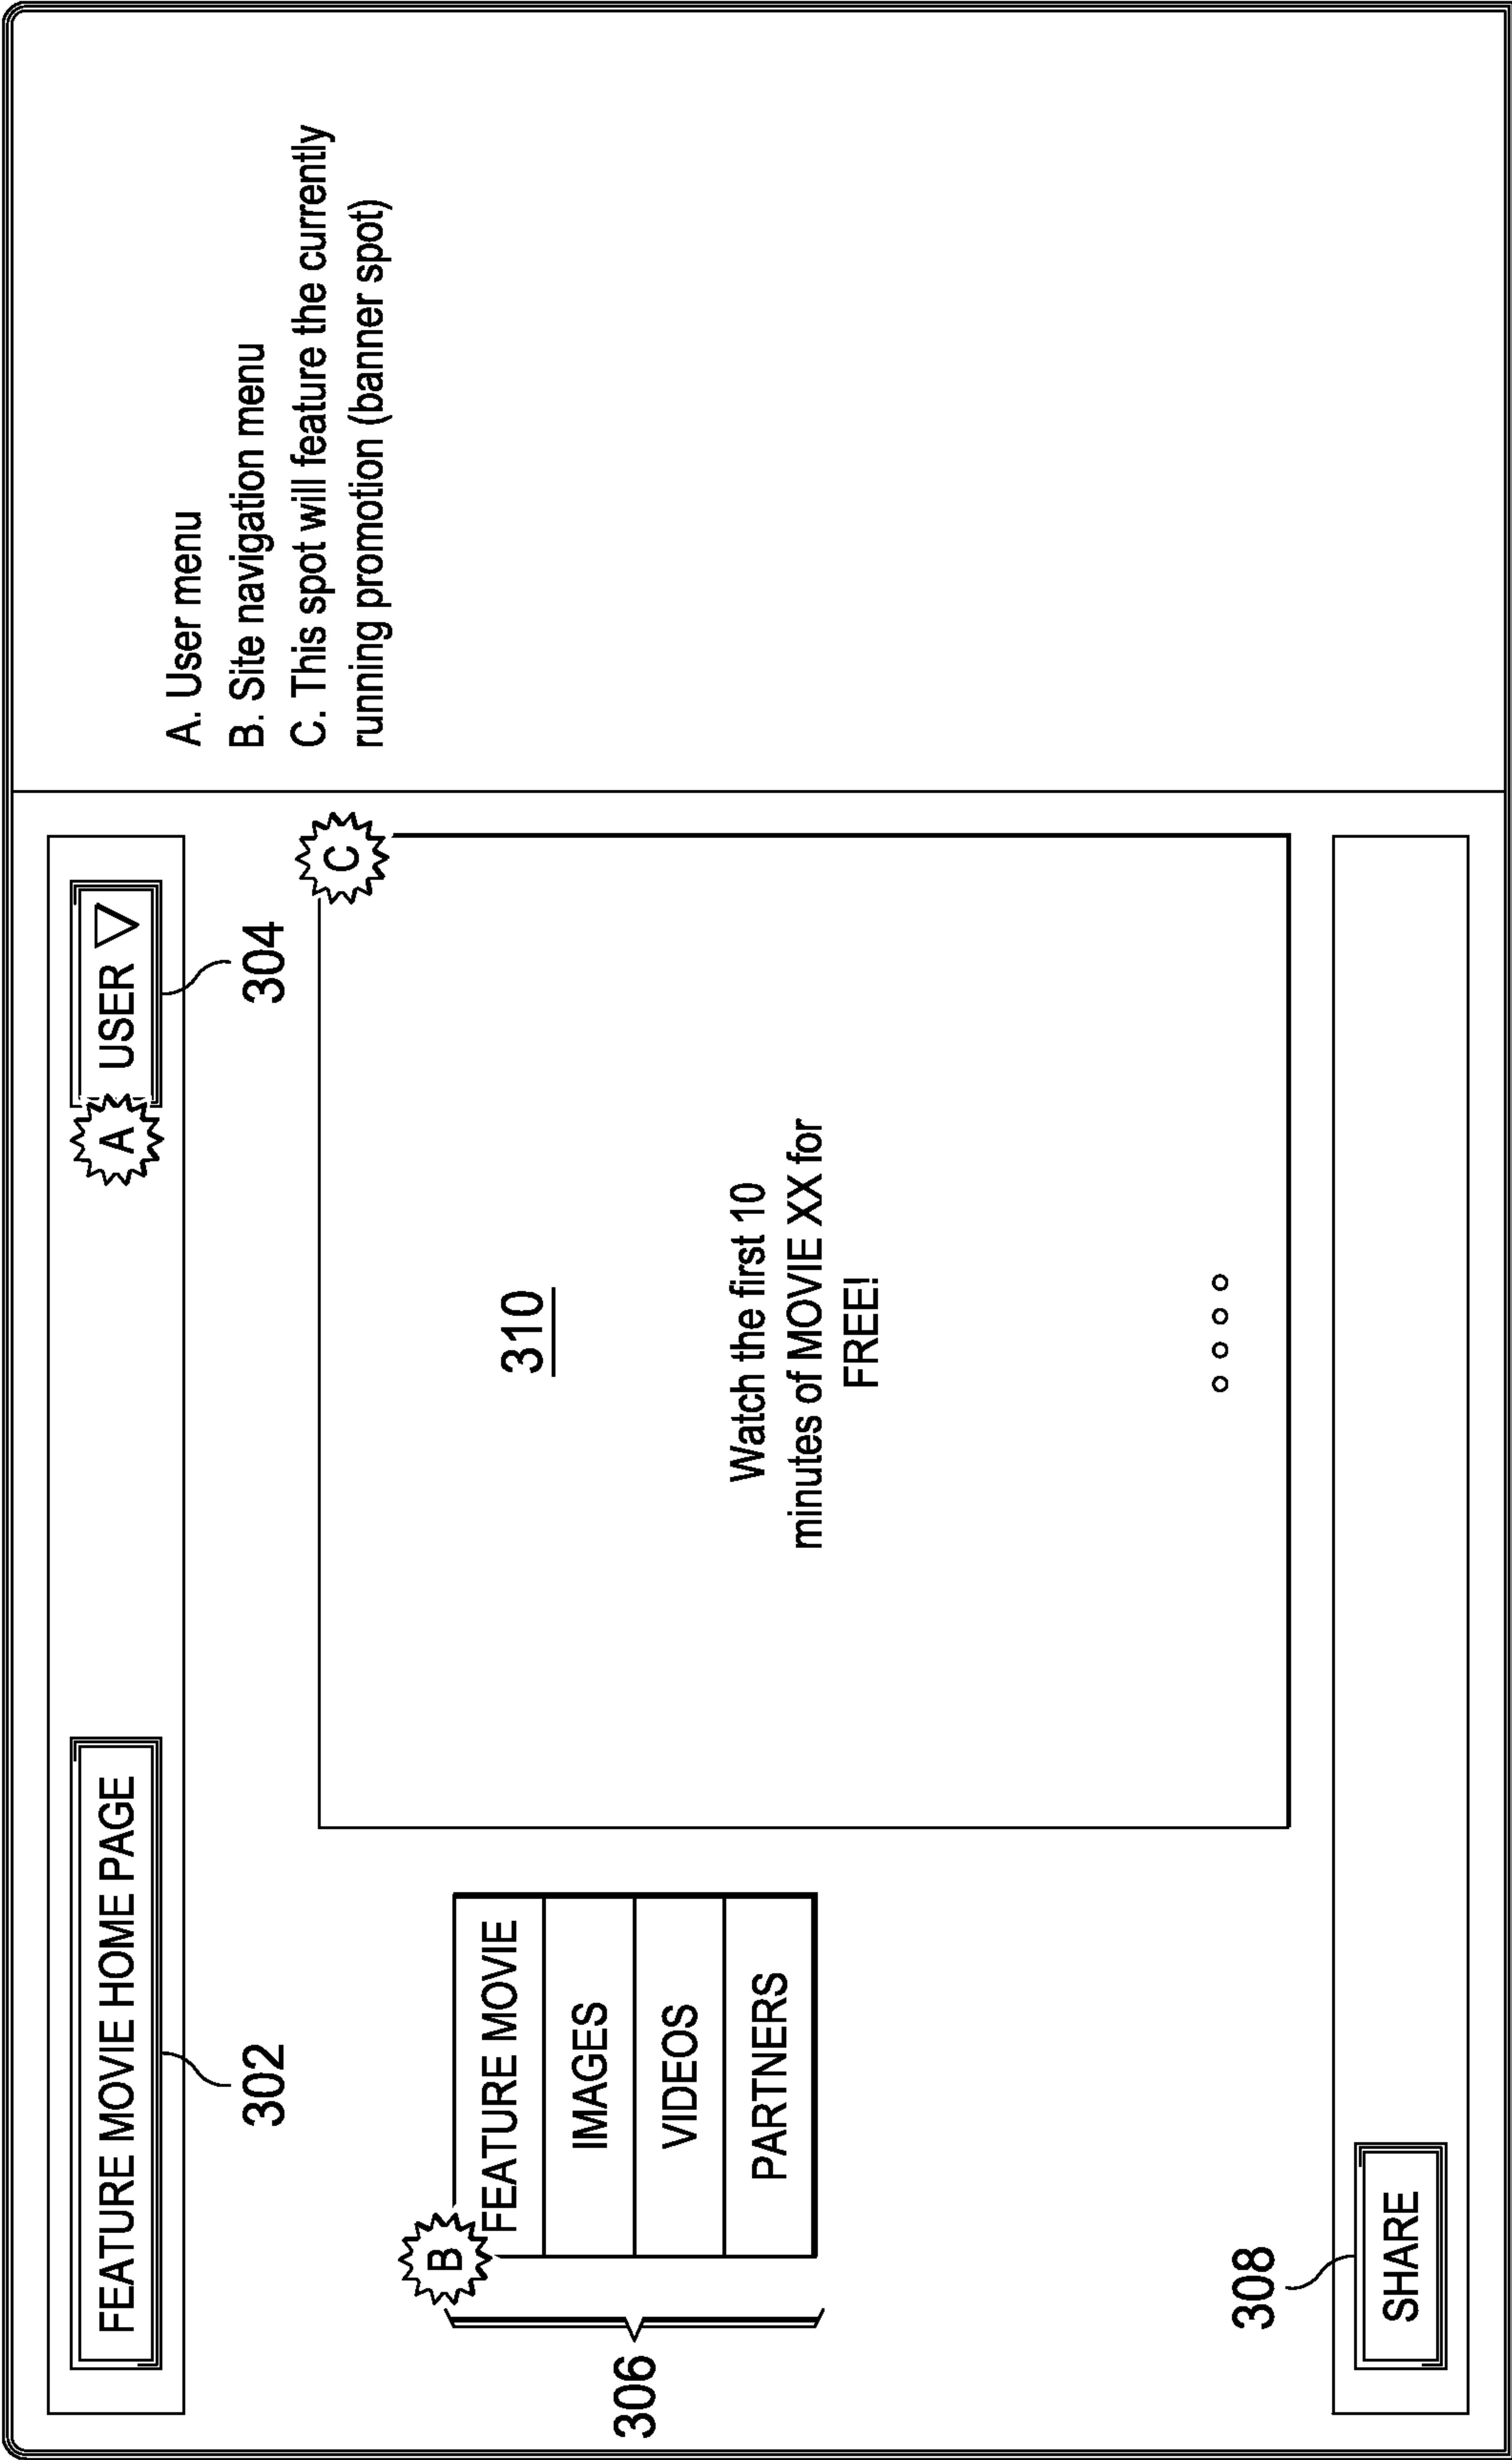 FEATURE MOVIE HOME PAGE
A
USER
302
304
A. User menu
B. Site navigation menu
C. This spot will feature the currently
running promotion (banner spot)
B
306
FEATURE MOVIE
IMAGES
VIDEOS
PARTNERS
C
310
Watch the first 10
minutes of MOVIE XX for
FREE!
308
SHARE